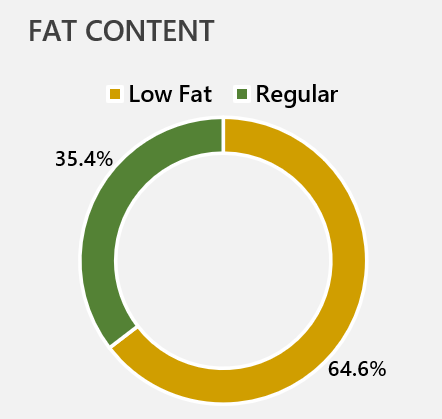 FAT CONTENT
Low Fat Regular
35.4%
64.6%